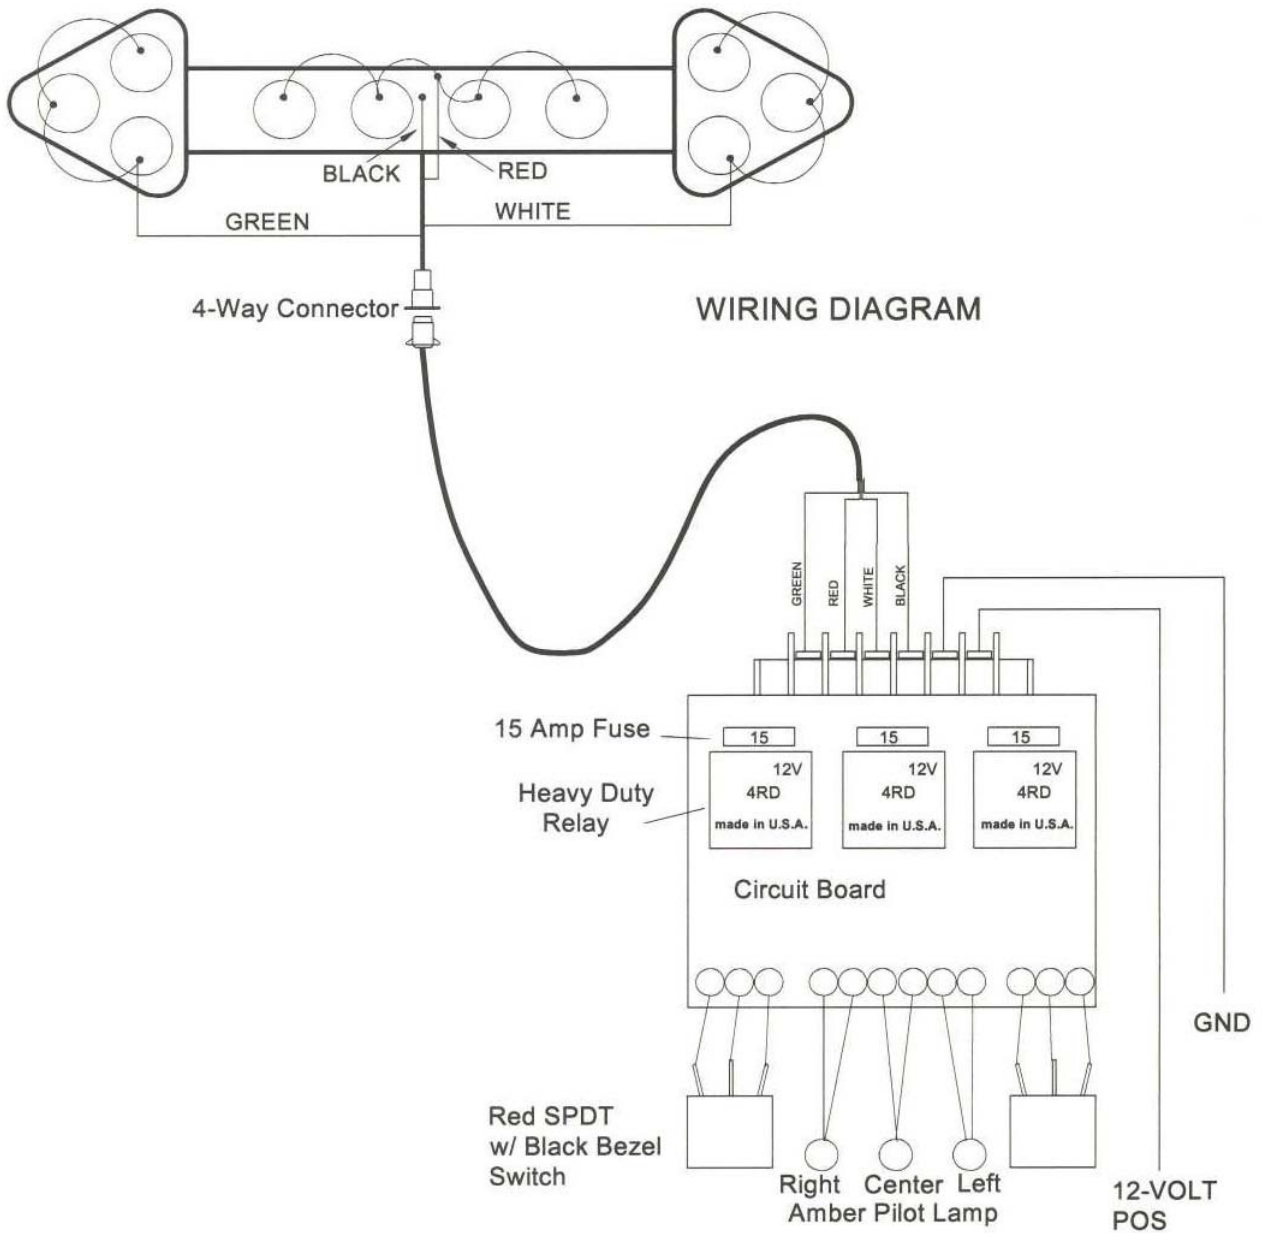 BLACK
RED
GREEN
WHITE
4-Way Connector
WIRING DIAGRAM
GREEN
RED
WHITE
BLACK
15 Amp Fuse
15
15
15
Heavy Duty
Relay
12V
4RD
made in U.S.A.
12V
4RD
made in U.S.A.
12V
4RD
made in U.S.A.
Circuit Board
GND
Red SPDT
w/ Black Bezel
Switch
Right Center Left
Amber Pilot Lamp
12-VOLT
POS